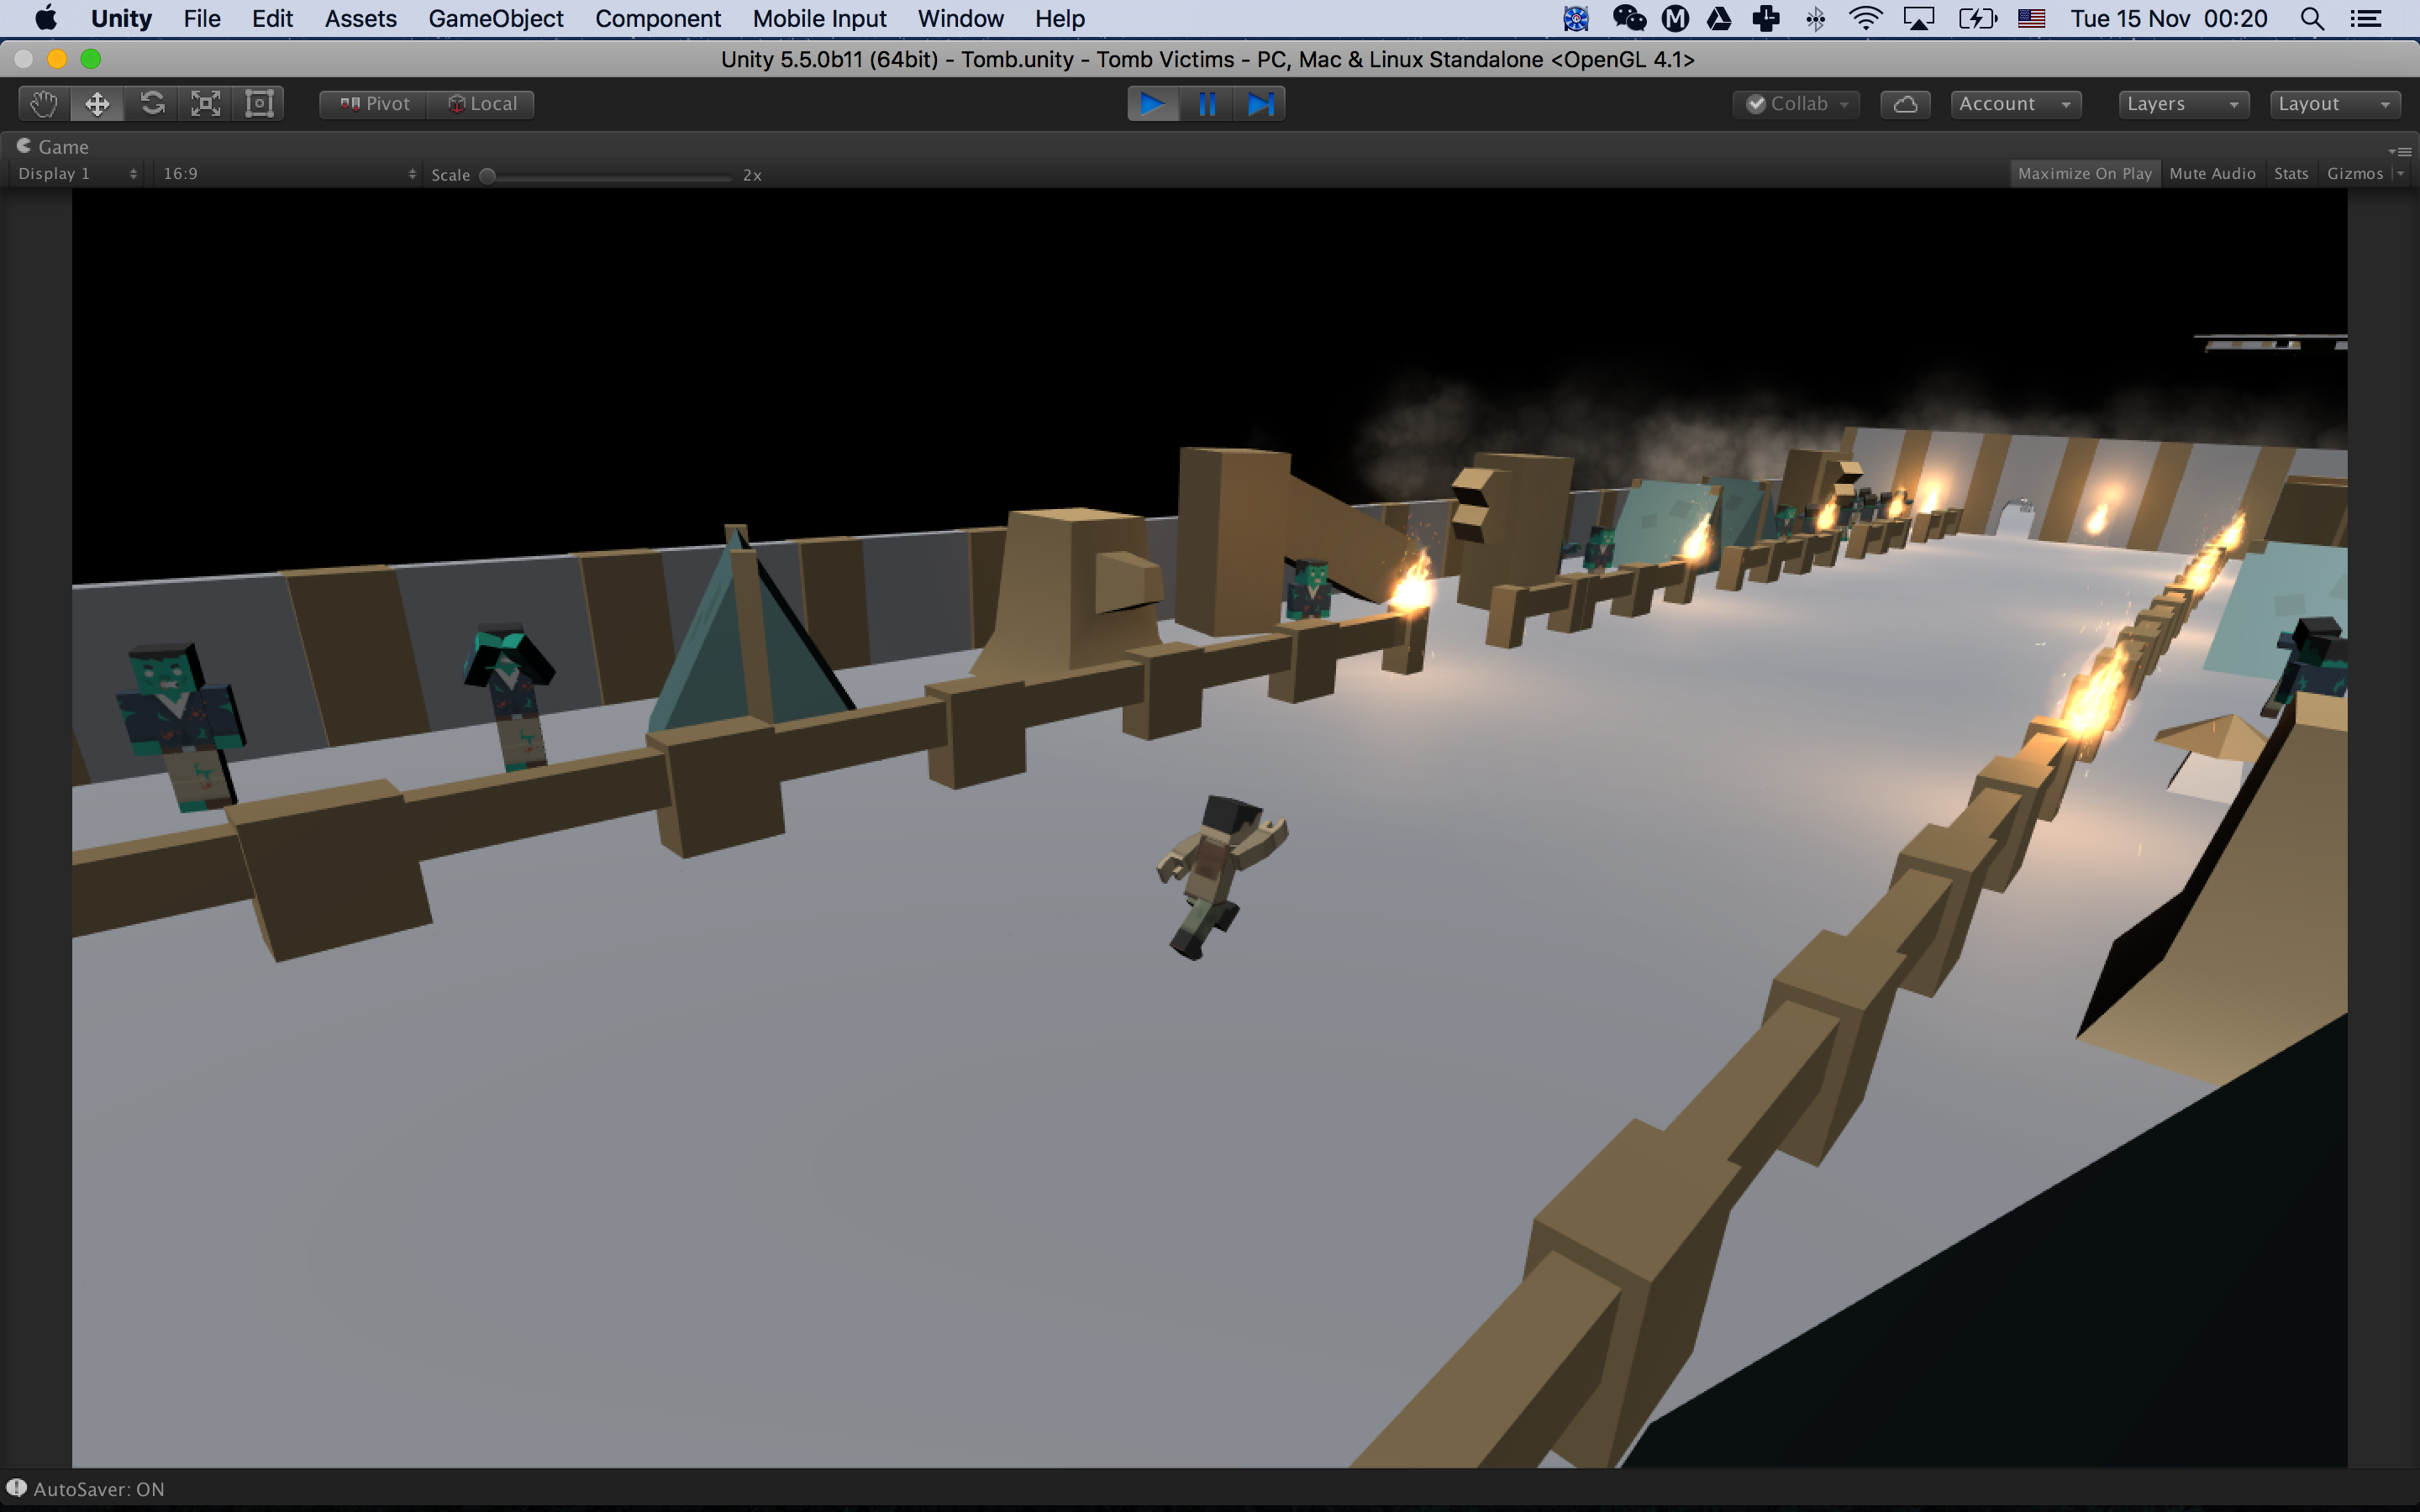 Unity File Edit Assets GameObject Component Mobile Input Window Help Tue 15 Nov 00:20
Unity 5.5.0b11 (64bit) - Tomb.unity - Tomb Victims - PC, Mac & Linux Standalone <OpenGL 4.1>
Pivot Local Collab Account Layers Layout
Game
Display 1 16:9 Scale 2x Maximize On Play Mute Audio Stats Gizmos
AutoSaver: ON